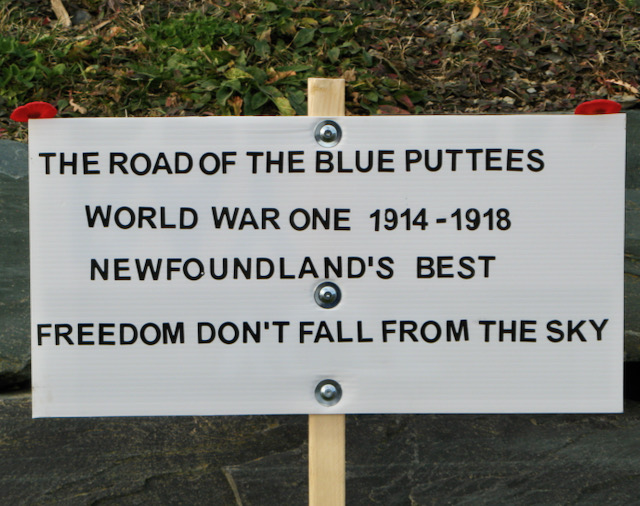 THE ROAD OF THE BLUE PUTTEES
WORLD WAR ONE 1914-1918
NEWFOUNDLAND'S BEST
FREEDOM DON'T FALL FROM THE SKY